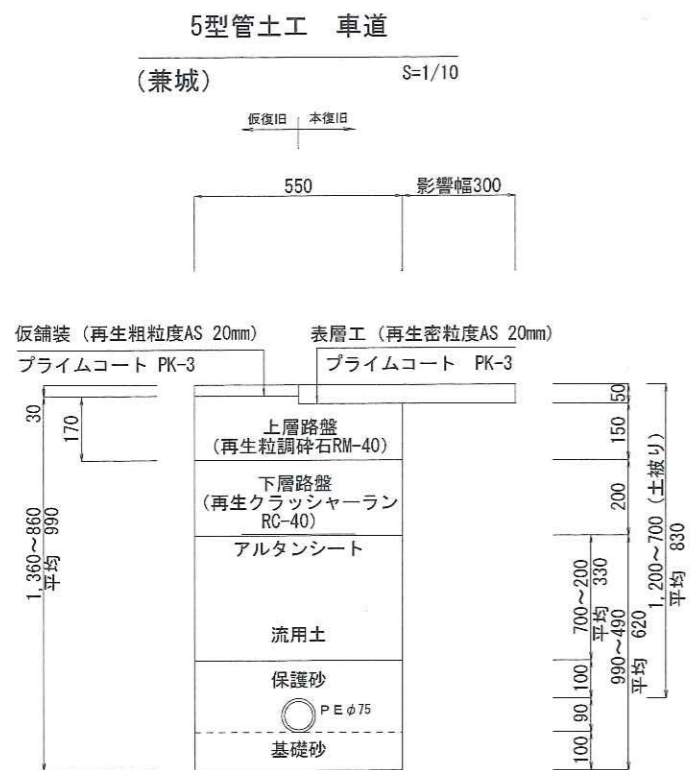 5型管土工　車道
(兼城)
S=1/10
仮復旧
本復旧
550
影響幅300
仮舗装（再生粗粒度AS 20mm)
プライムコート PK-3
表層工（再生密粒度AS 20mm)
プライムコート　PK-3
30
170
1,360～860
平均　990
上層路盤
(再生粒調砕石RM-40)
下層路盤
(再生クラッシャーラン
RC-40)
アルタンシート
流用土
保護砂
PEφ75
基礎砂
50
150
200
700～200
平均　330
100
90
100
990～490
平均　620
1,200～700（土被り）
平均　830